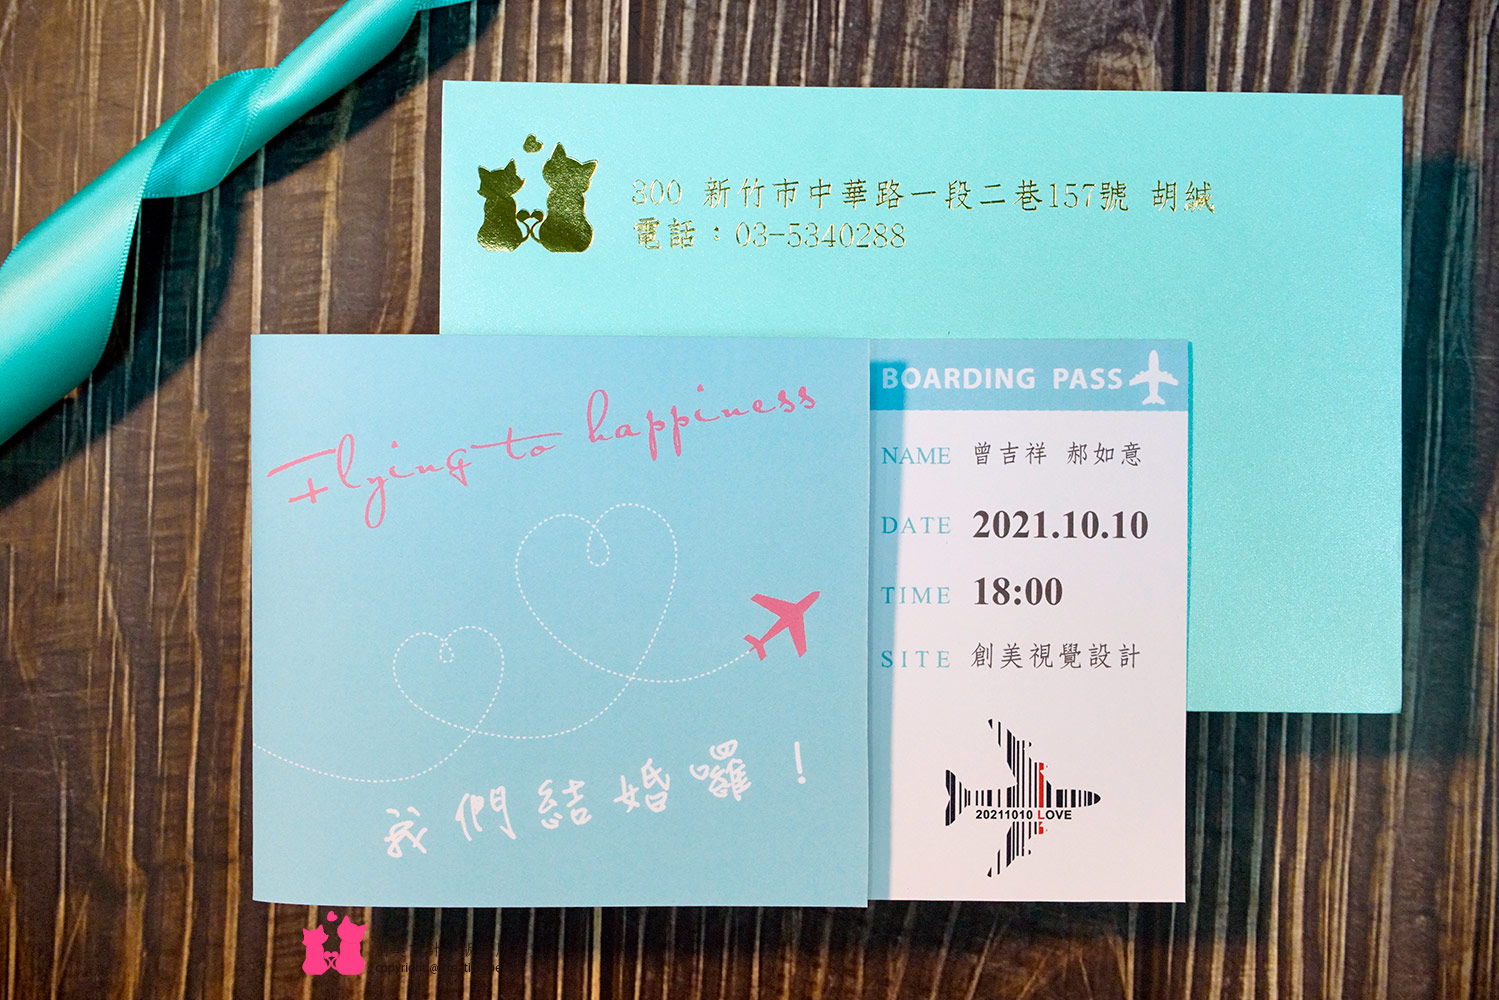 300 新竹市中華路一段二巷157號 胡緘
電話：03-5340288
Flying to happiness
我們結婚囉！
BOARDING PASS
NAME 曾吉祥 郝如意
DATE 2021.10.10
TIME 18:00
SITE 創美視覺設計
20211010 LOVE
copyright